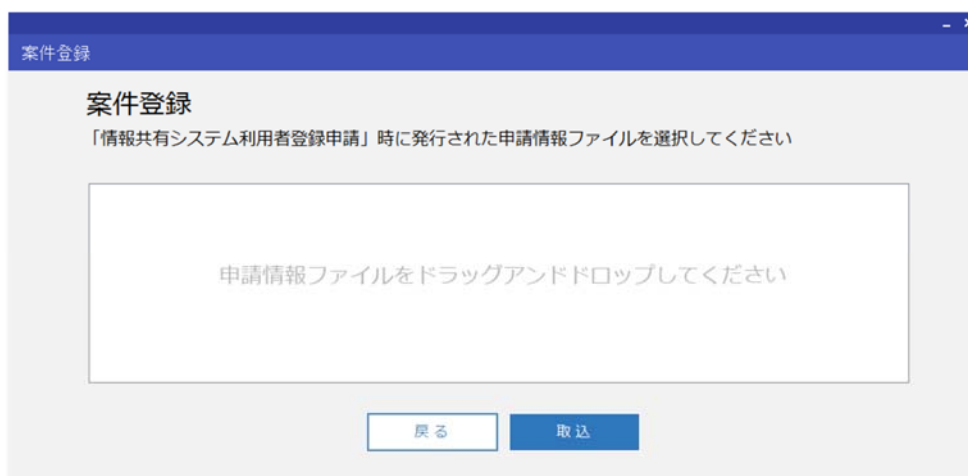 案件登録
案件登録
「情報共有システム利用者登録申請」時に発行された申請情報ファイルを選択してください
申請情報ファイルをドラッグアンドドロップしてください
戻る
取込